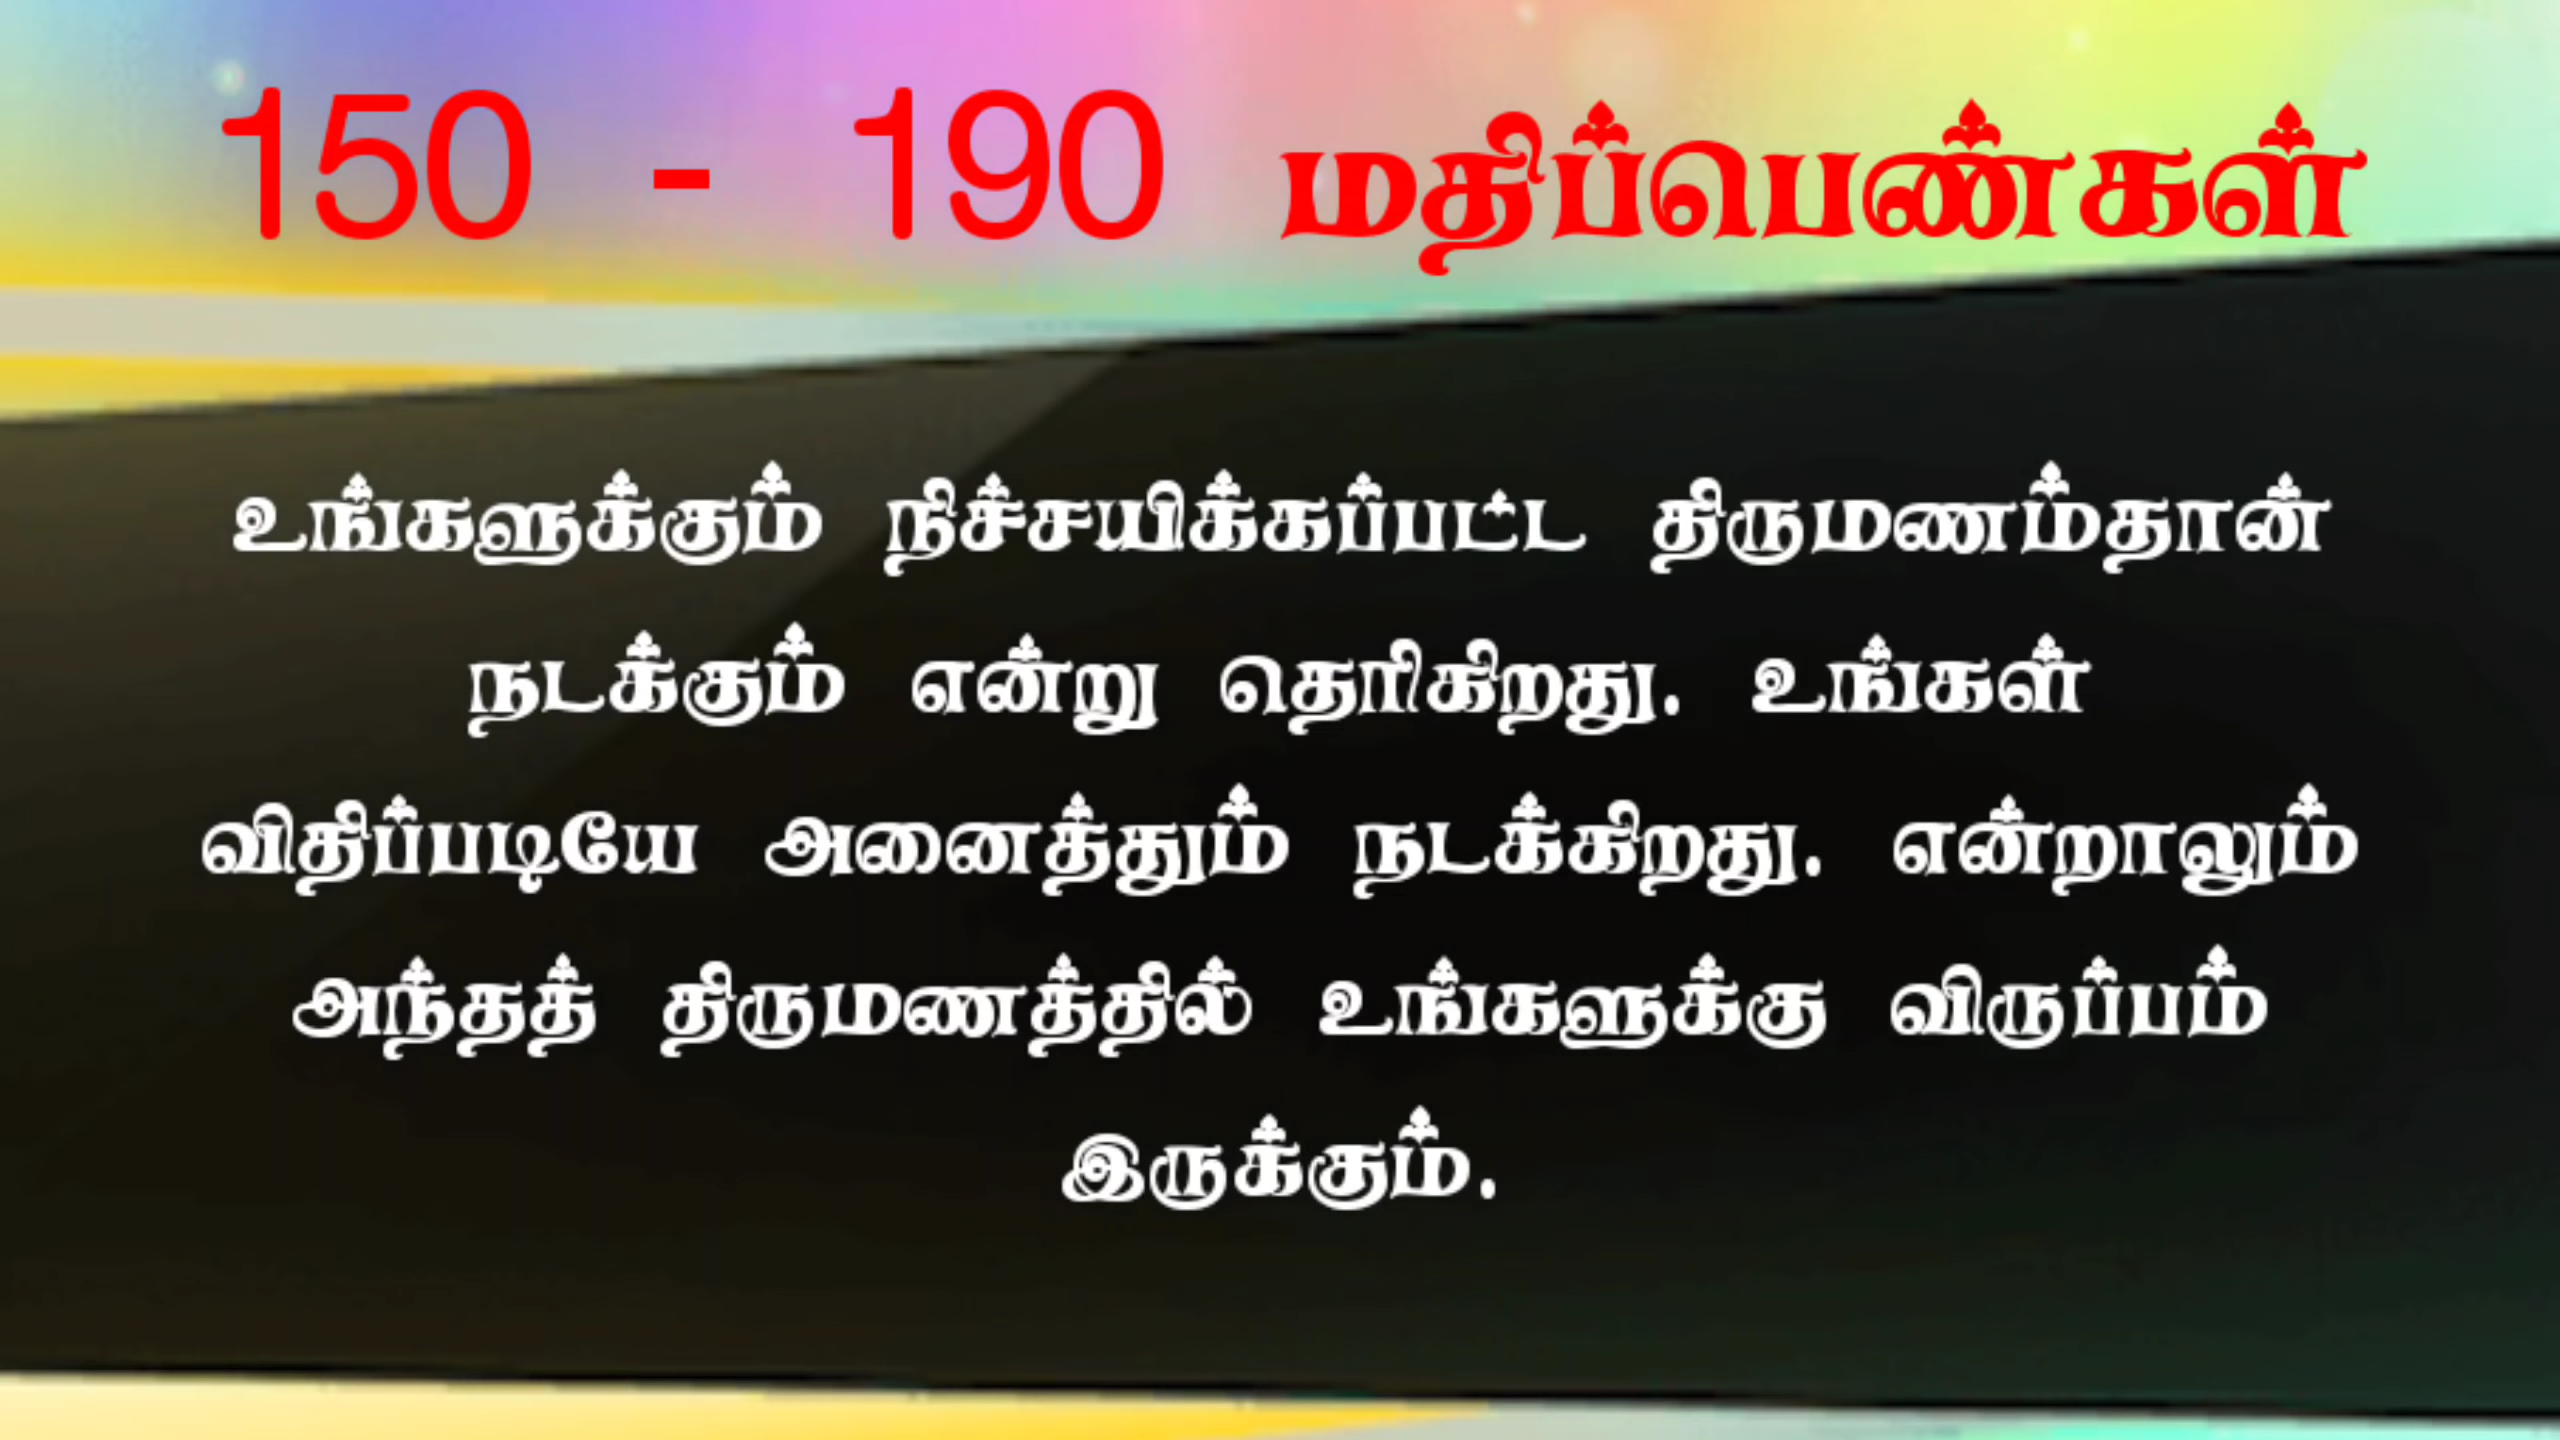 150 - 190 மதிப்பெண்கள்
உங்களுக்கும் நிச்சயிக்கப்பட்ட திருமணம்தான்
நடக்கும் என்று தெரிகிறது. உங்கள்
விதிப்படியே அனைத்தும் நடக்கிறது. என்றாலும்
அந்தத் திருமணத்தில் உங்களுக்கு விருப்பம்
இருக்கும்.